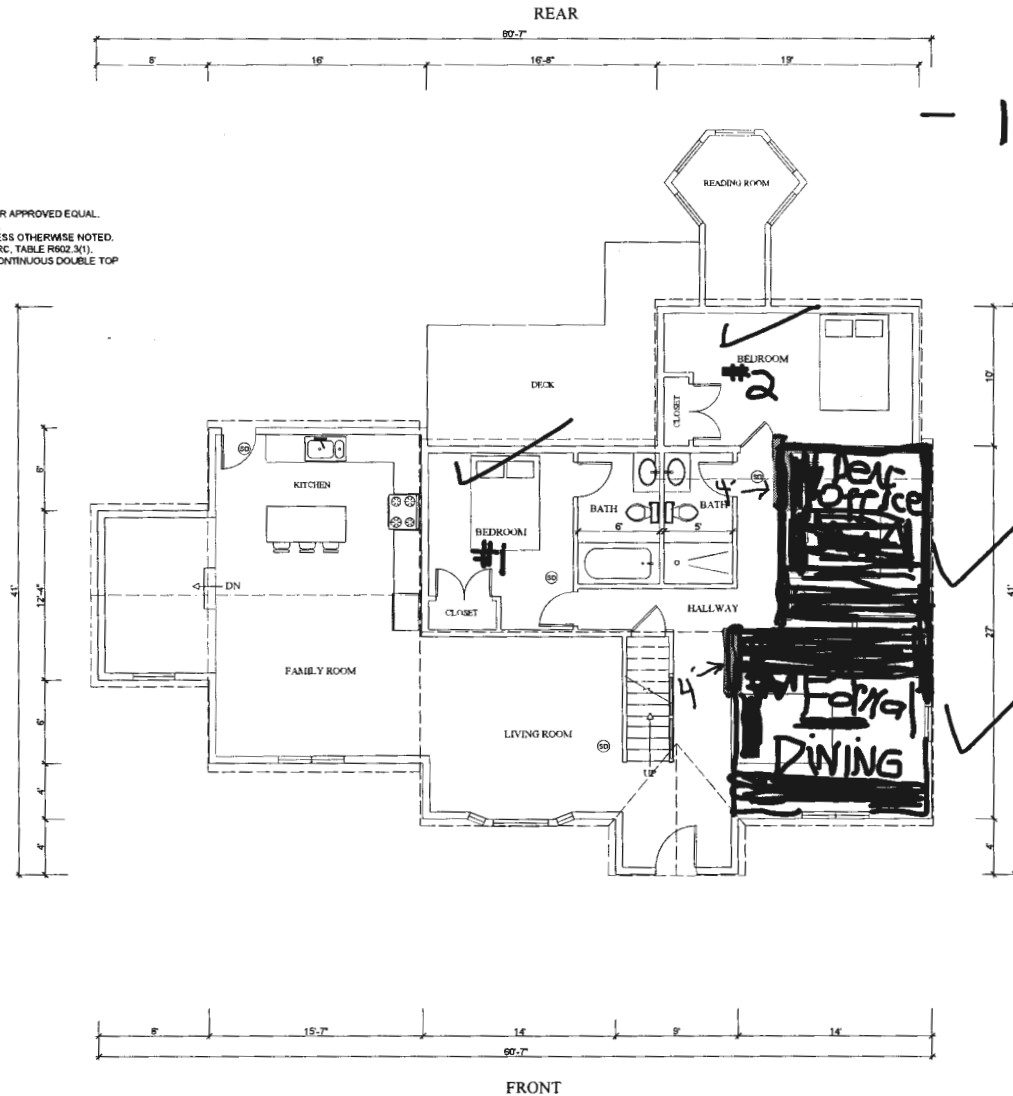 REAR
60'-7"
8'
16'
16'-8"
19'
READING ROOM
R APPROVED EQUAL.
ESS OTHERWISE NOTED.
RC, TABLE R602.3(1).
ONTINUOUS DOUBLE TOP
BEDROOM
#2
DECK
CLOSET
10'
SD
KITCHEN
6'
BEDROOM
#1
BATH
BATH
6'
5'
4'
SD
Office
SD
DN
CLOSET
HALLWAY
41'
12'-4"
27'
41'
FAMILY ROOM
4'
LIVING ROOM
SD
UP
DINING
6'
4'
4'
4'
8'
15'-7"
14'
9'
14'
60'-7"
FRONT